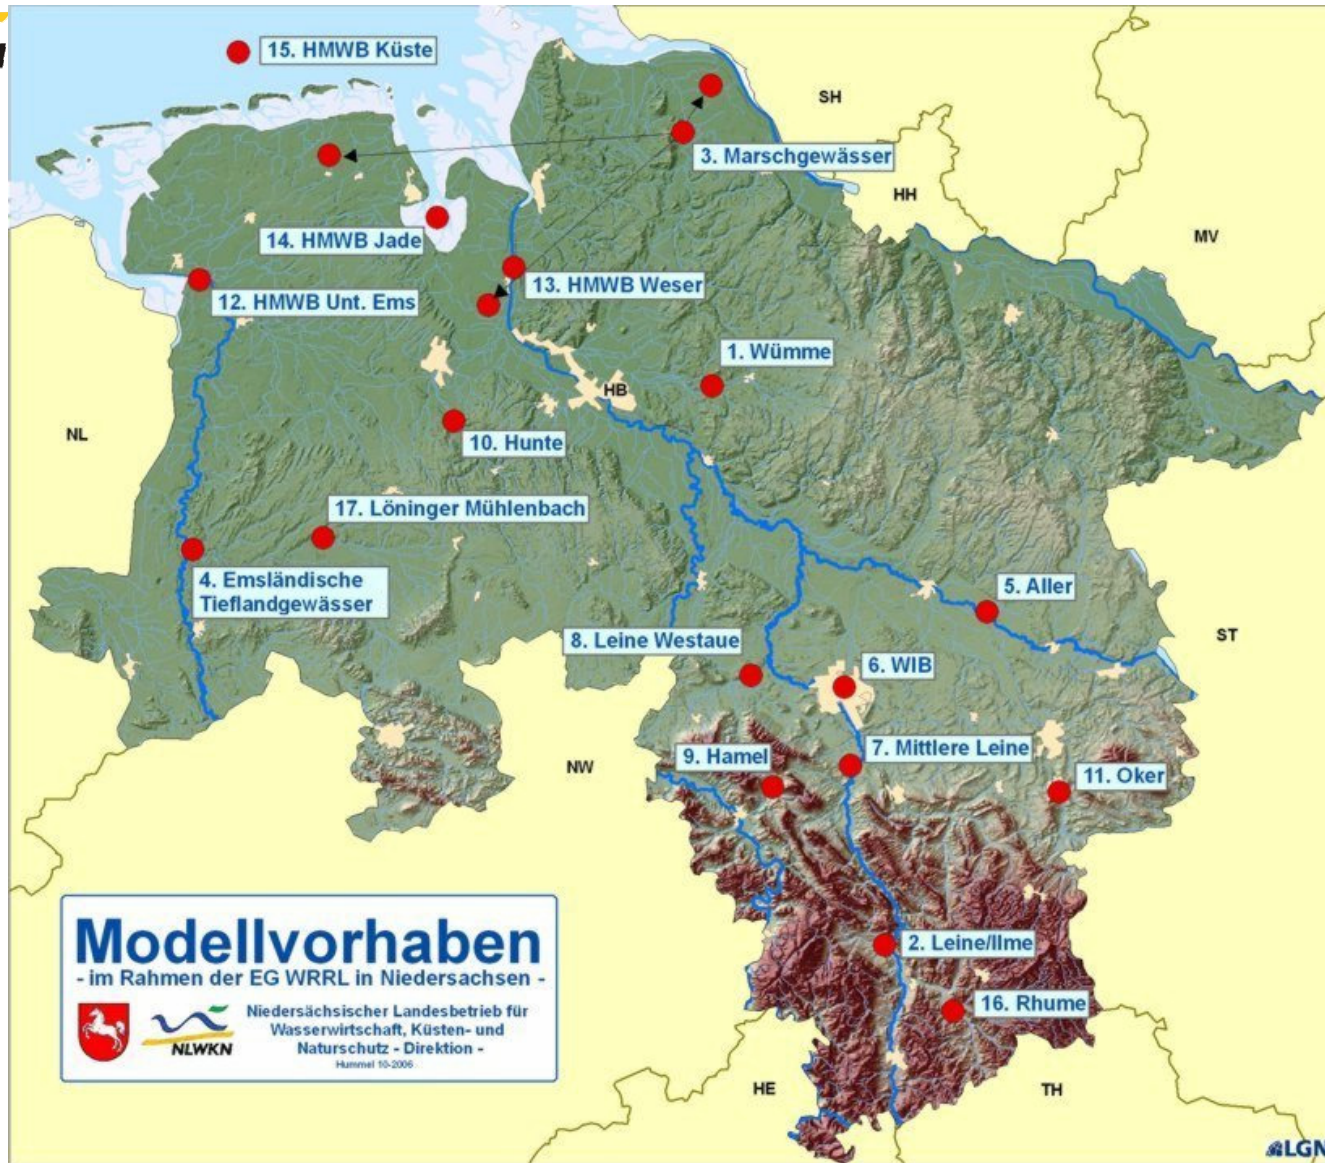 15. HMWB Küste
SH
3. Marschgewässer
HH
MV
14. HMWB Jade
13. HMWB Weser
12. HMWB Unt. Ems
1. Wümme
HB
NL
10. Hunte
17. Löninger Mühlenbach
4. Emsländische
Tieflandgewässer
5. Aller
ST
8. Leine Westaue
6. WIB
7. Mittlere Leine
9. Hamel
NW
11. Oker
2. Leine/Ilme
16. Rhume
HE
TH
Modellvorhaben
- im Rahmen der EG WRRL in Niedersachsen -
Niedersächsischer Landesbetrieb für
Wasserwirtschaft, Küsten- und
Naturschutz - Direktion -
Hummel 10-2006
NLWKN
LGN